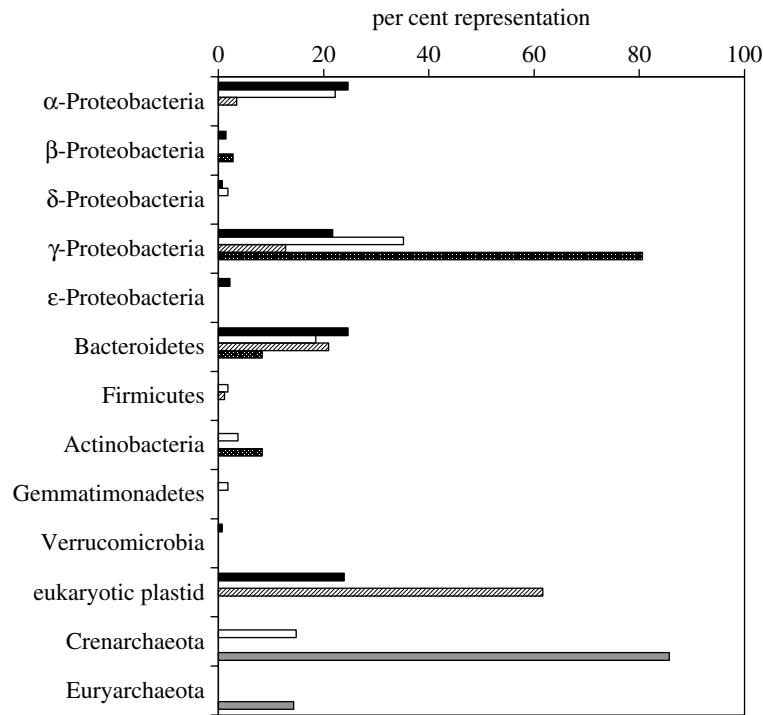 per cent representation
0 20 40 60 80 100
α-Proteobacteria
β-Proteobacteria
δ-Proteobacteria
γ-Proteobacteria
ε-Proteobacteria
Bacteroidetes
Firmicutes
Actinobacteria
Gemmatimonadetes
Verrucomicrobia
eukaryotic plastid
Crenarchaeota
Euryarchaeota